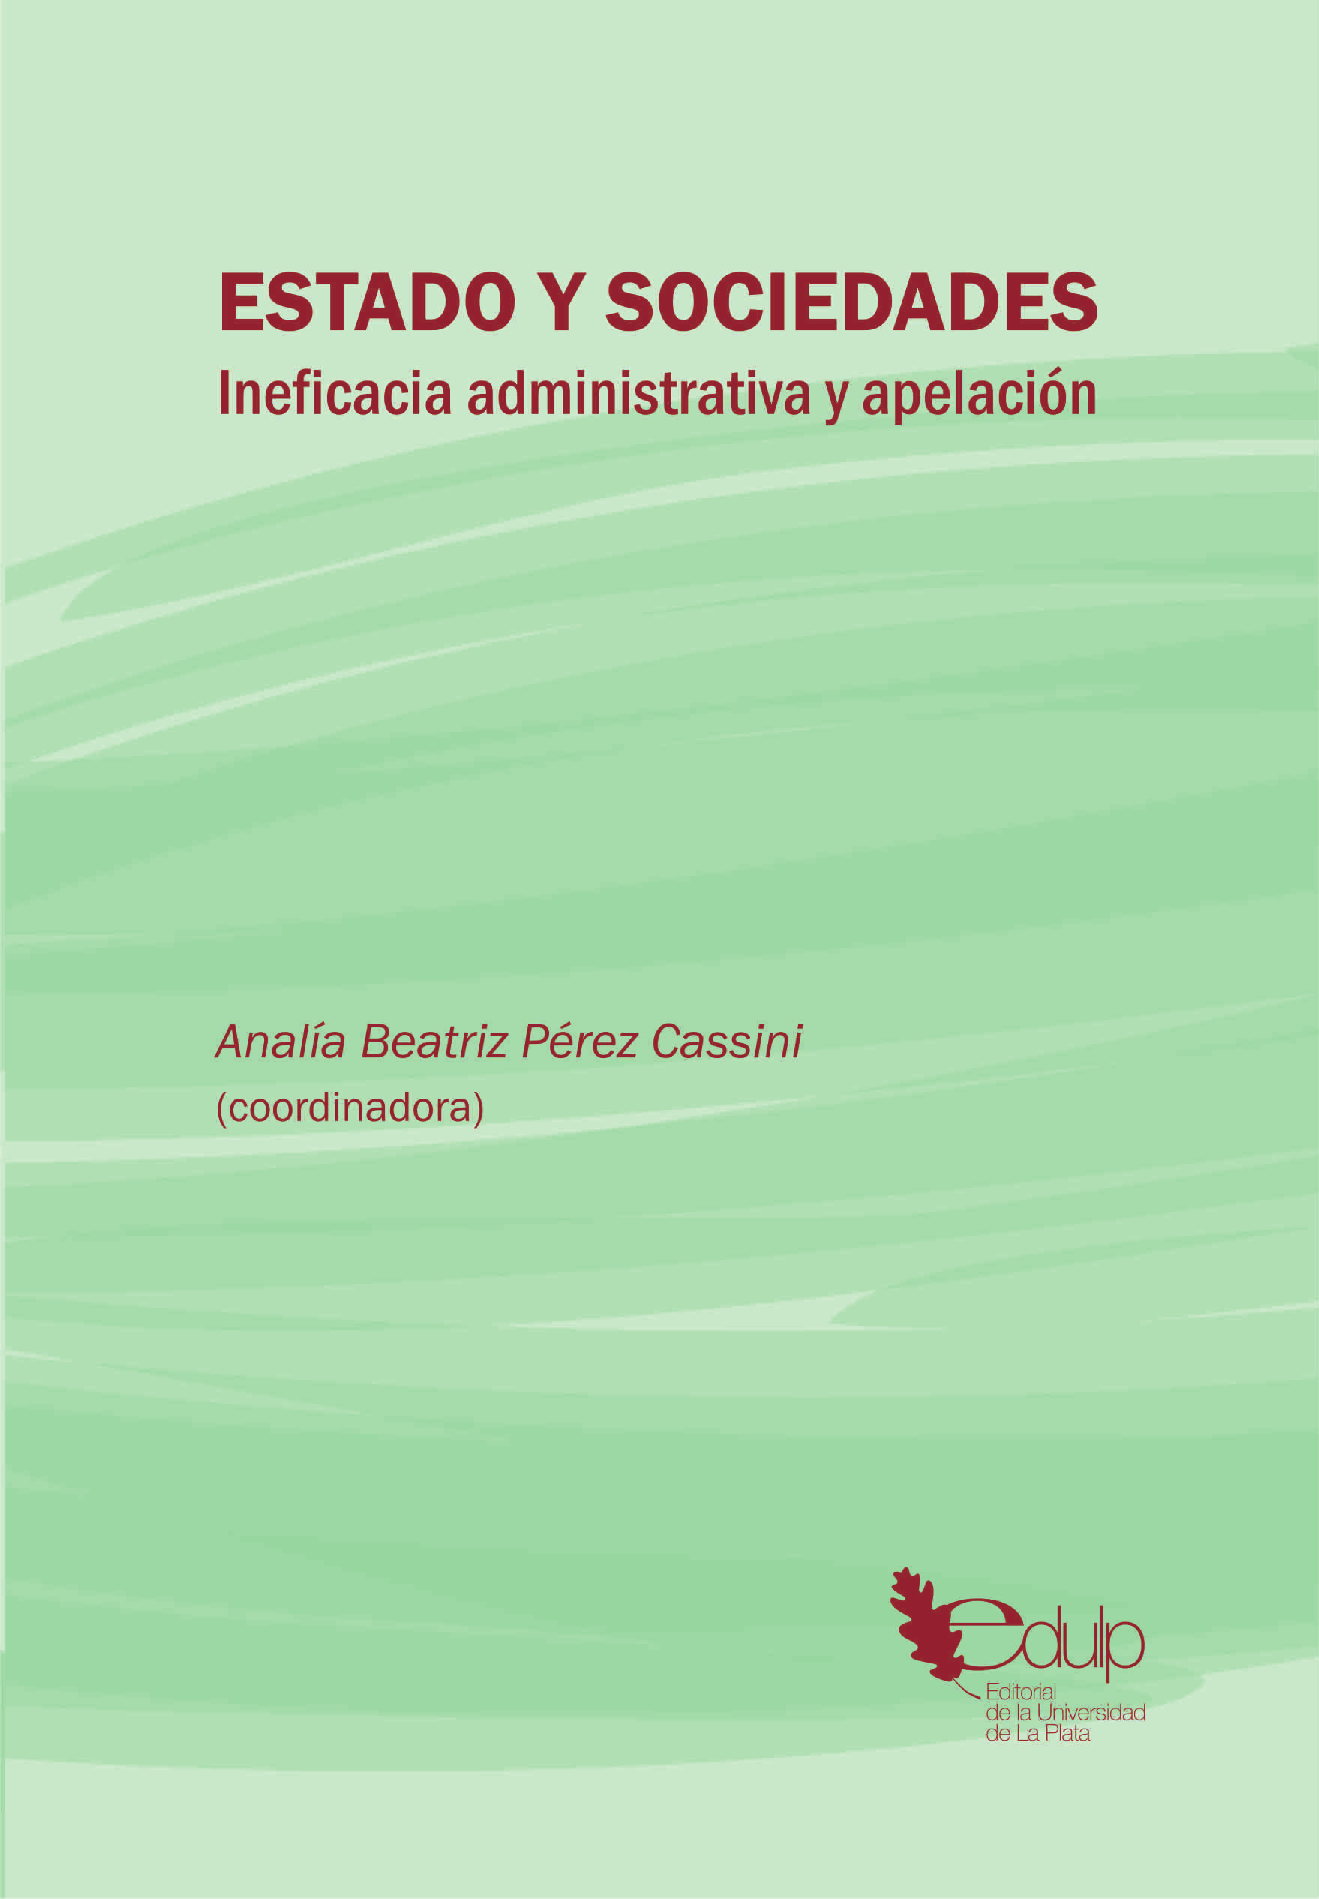 ESTADO Y SOCIEDADES
Ineficacia administrativa y apelación
Analía Beatriz Pérez Cassini
(coordinadora)
edulp
Editorial
de la Universidad
de La Plata